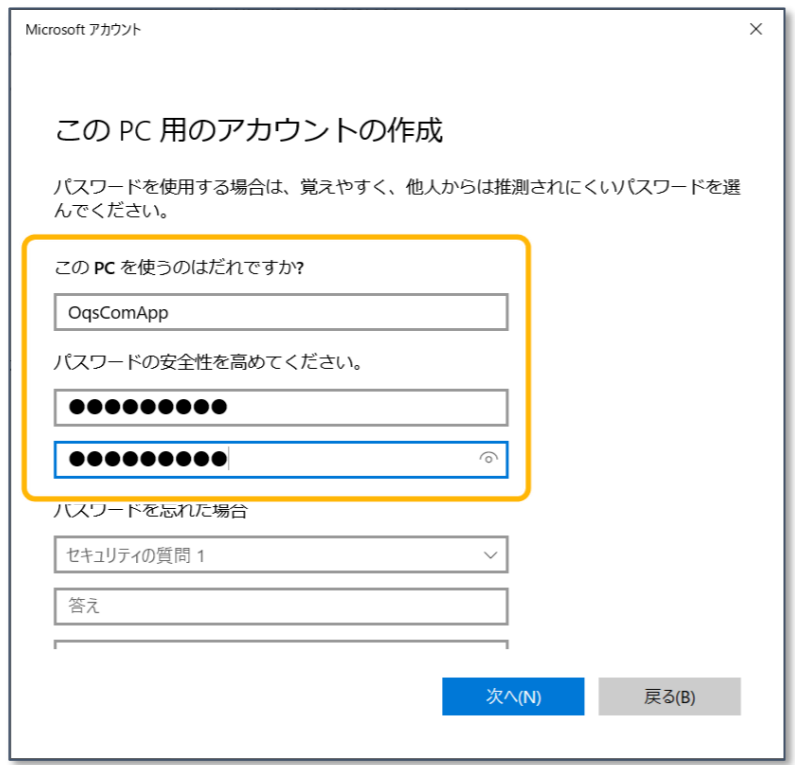 Microsoft アカウント
この PC 用のアカウントの作成
パスワードを使用する場合は、覚えやすく、他人からは推測されにくいパスワードを選
んでください。
この PC を使うのはだれですか?
OqsComApp
パスワードの安全性を高めてください。
●●●●●●●●●
●●●●●●●●●
パスワードを忘れた場合
セキュリティの質問 1
答え
次へ(N)
戻る(B)